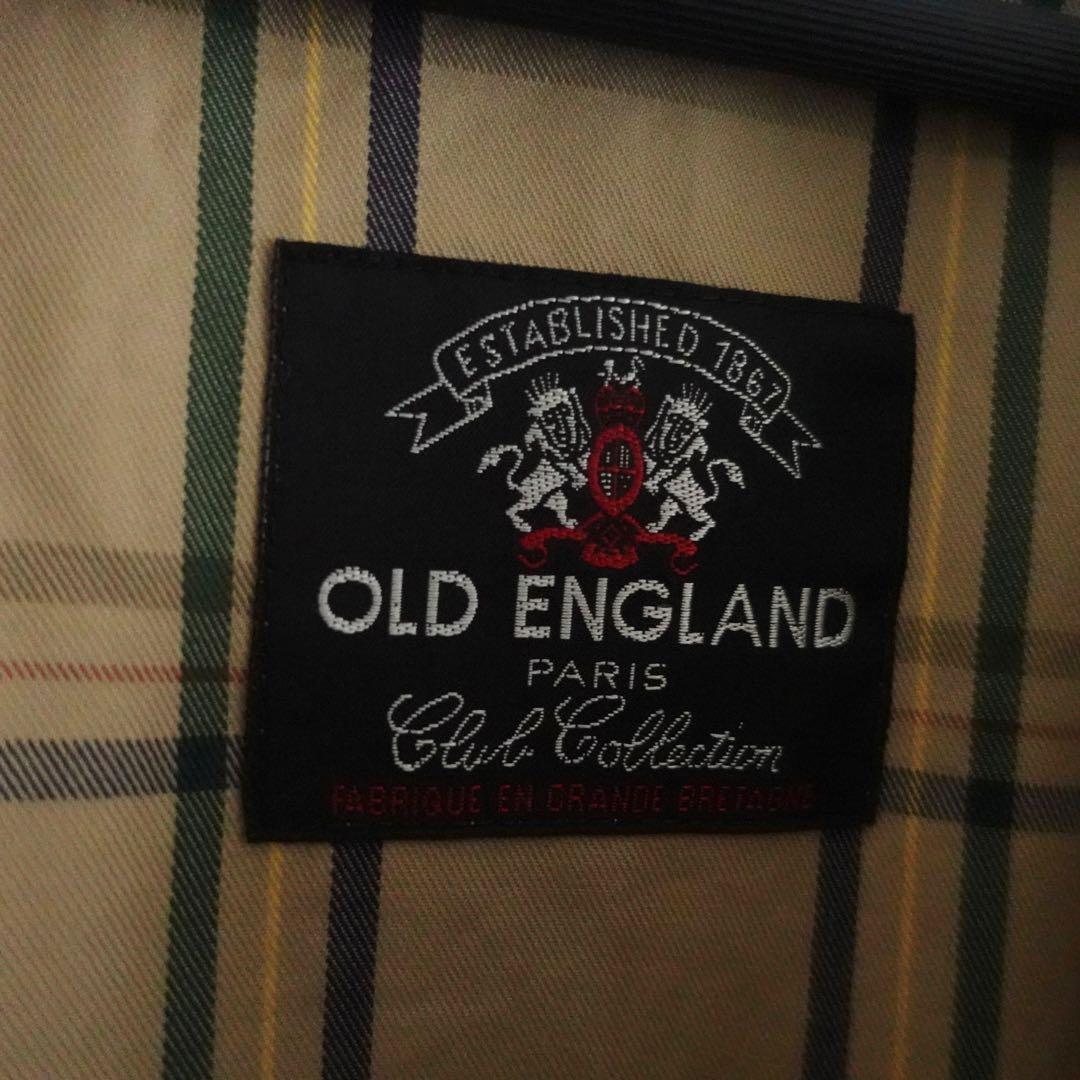 ESTABLISHED 1867
OLD ENGLAND
PARIS
Club Collection
FABRIQUE EN GRANDE BRETAGNE